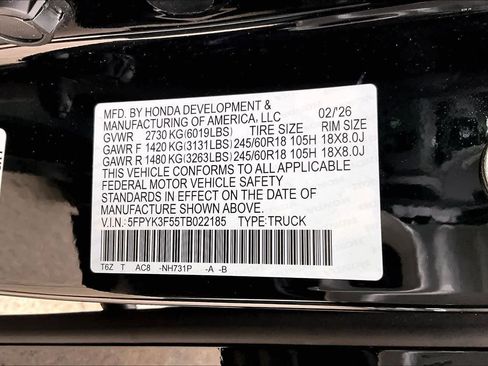 MFD. BY HONDA DEVELOPMENT &
MANUFACTURING OF AMERICA, LLC 02/'26
GVWR 2730 KG(6019LBS) TIRE SIZE RIM SIZE
GAWR F 1420 KG(3131LBS) 245/60R18 105H 18X8.0J
GAWR R 1480 KG(3263LBS) 245/60R18 105H 18X8.0J
THIS VEHICLE CONFORMS TO ALL APPLICABLE
FEDERAL MOTOR VEHICLE SAFETY
STANDARDS IN EFFECT ON THE DATE OF
MANUFACTURE SHOWN ABOVE.
V.I.N.: 5FPYK3F55TB022185 TYPE:TRUCK
T6Z T AC8 -NH731P -A -B